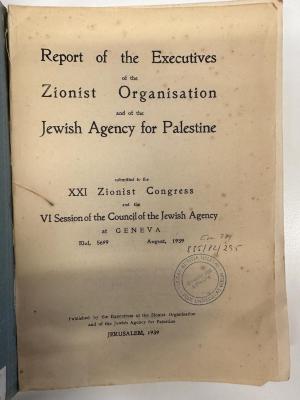 Report of the Executives
of the
Zionist Organisation
and of the
Jewish Agency for Palestine
submitted to the
XXI Zionist Congress
and the
VI Session of the Council of the Jewish Agency
at GENEVA
Elul, 5699 August, 1939
Published by the Executives of the Zionist Organisation
and of the Jewish Agency for Palestine
JERUSALEM, 1939